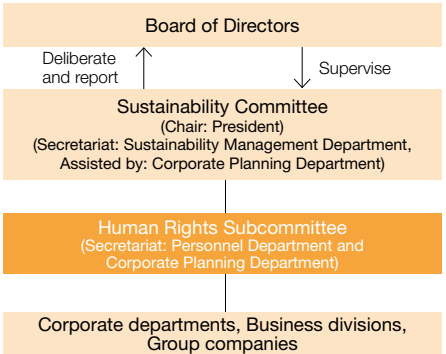 Board of Directors
Deliberate
and report
Supervise
Sustainability Committee
(Chair: President)
(Secretariat: Sustainability Management Department,
Assisted by: Corporate Planning Department)
Human Rights Subcommittee
(Secretariat: Personnel Department and
Corporate Planning Department)
Corporate departments, Business divisions,
Group companies